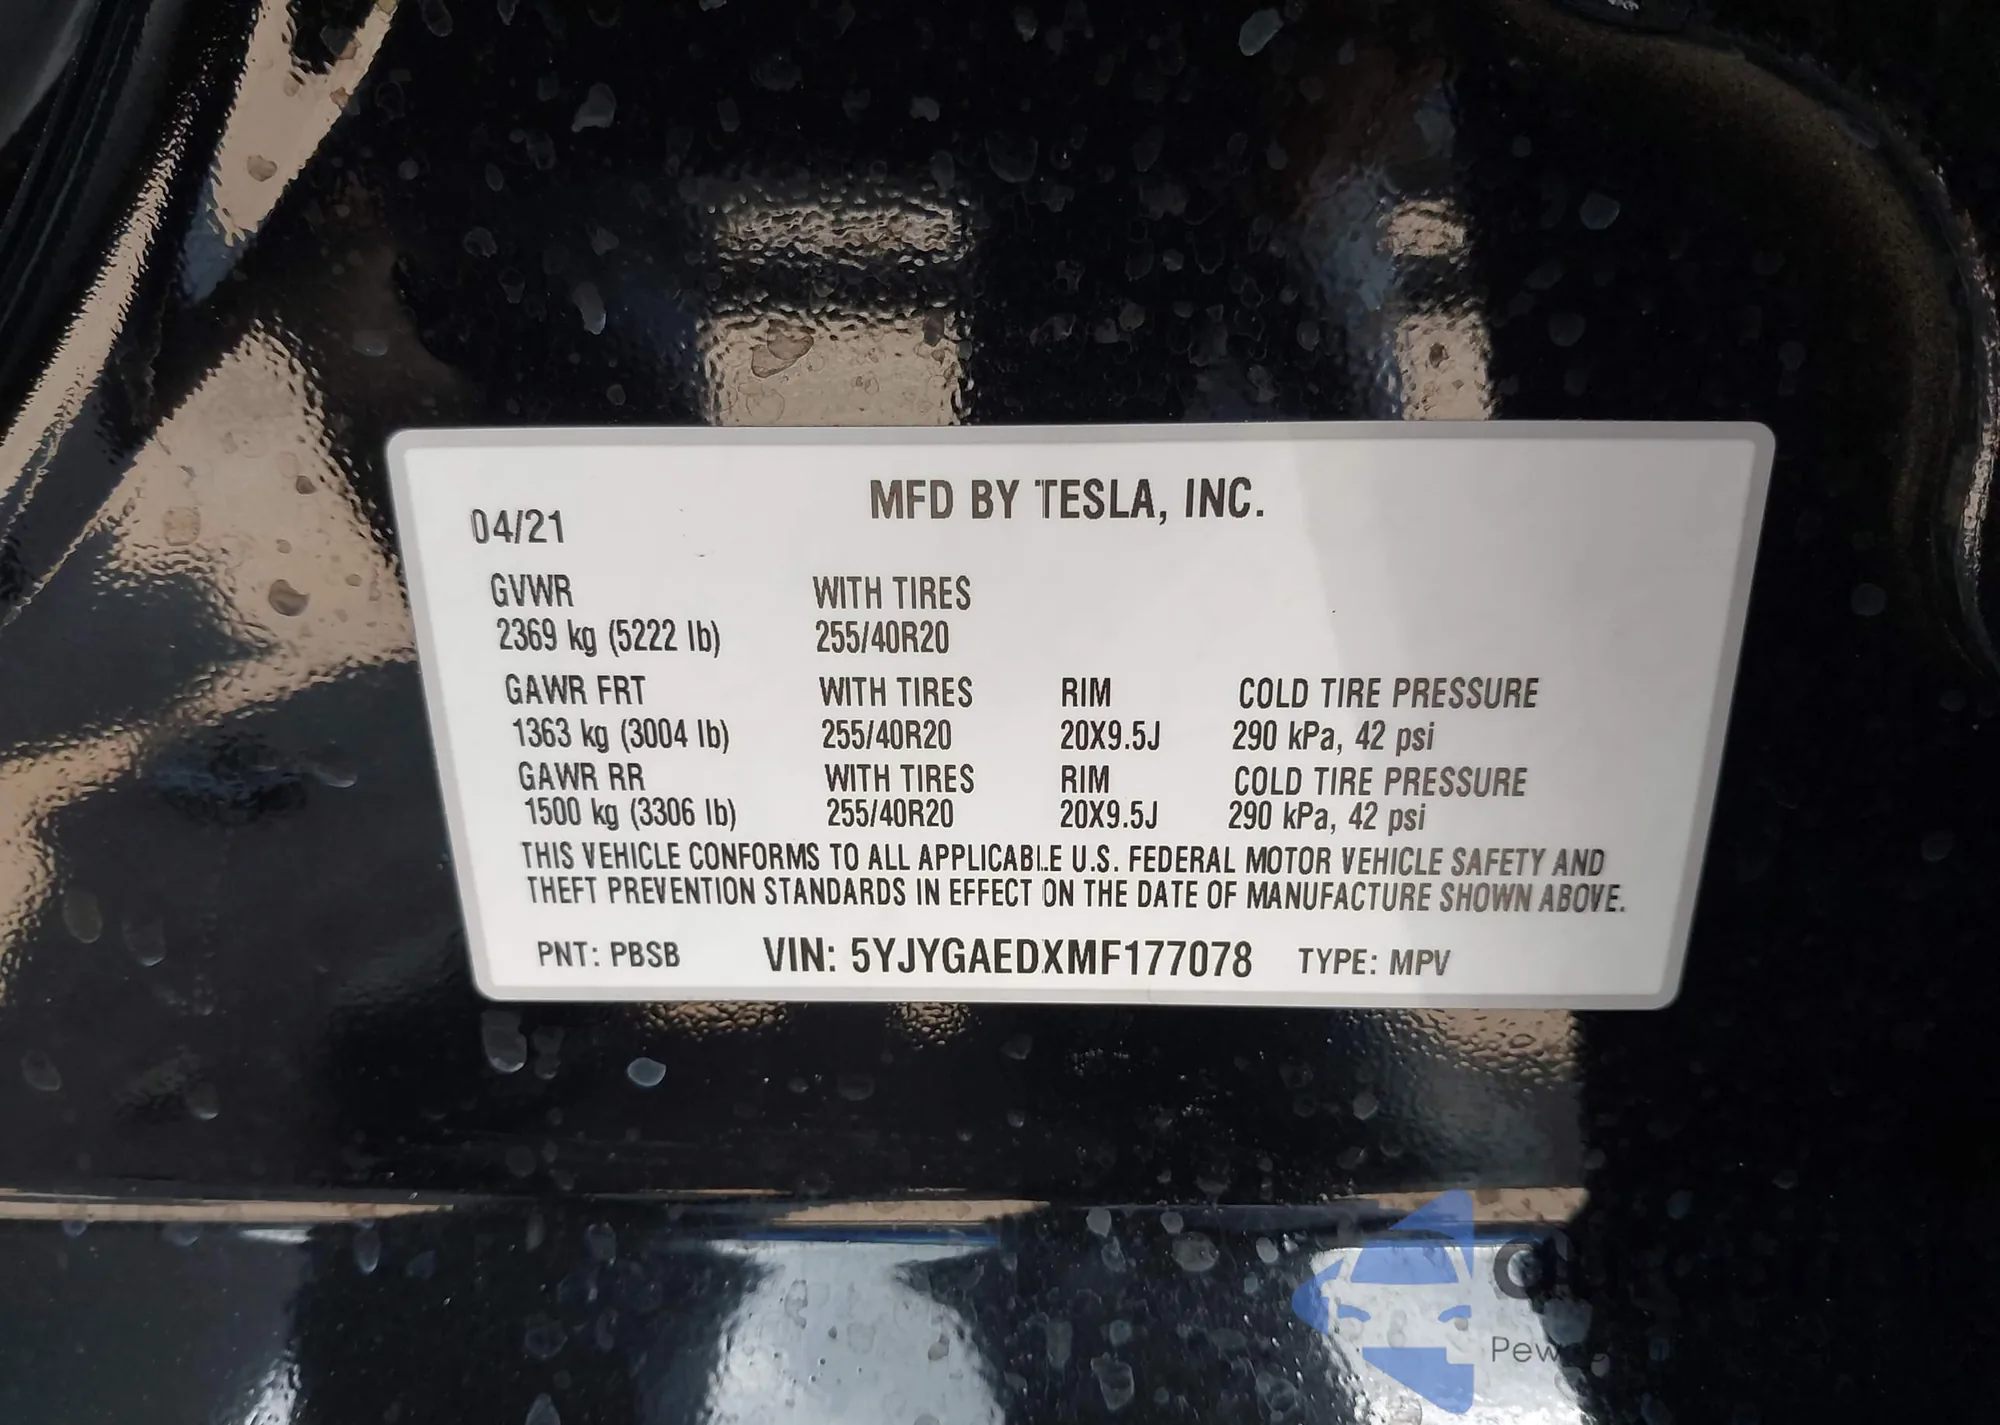 MFD BY TESLA, INC.
04/21
GVWR WITH TIRES
2369 kg (5222 lb) 255/40R20
GAWR FRT WITH TIRES RIM COLD TIRE PRESSURE
1363 kg (3004 lb) 255/40R20 20X9.5J 290 kPa, 42 psi
GAWR RR WITH TIRES RIM COLD TIRE PRESSURE
1500 kg (3306 lb) 255/40R20 20X9.5J 290 kPa, 42 psi
THIS VEHICLE CONFORMS TO ALL APPLICABLE U.S. FEDERAL MOTOR VEHICLE SAFETY AND
THEFT PREVENTION STANDARDS IN EFFECT ON THE DATE OF MANUFACTURE SHOWN ABOVE.
PNT: PBSB VIN: 5YJYGAEDXMF177078 TYPE: MPV